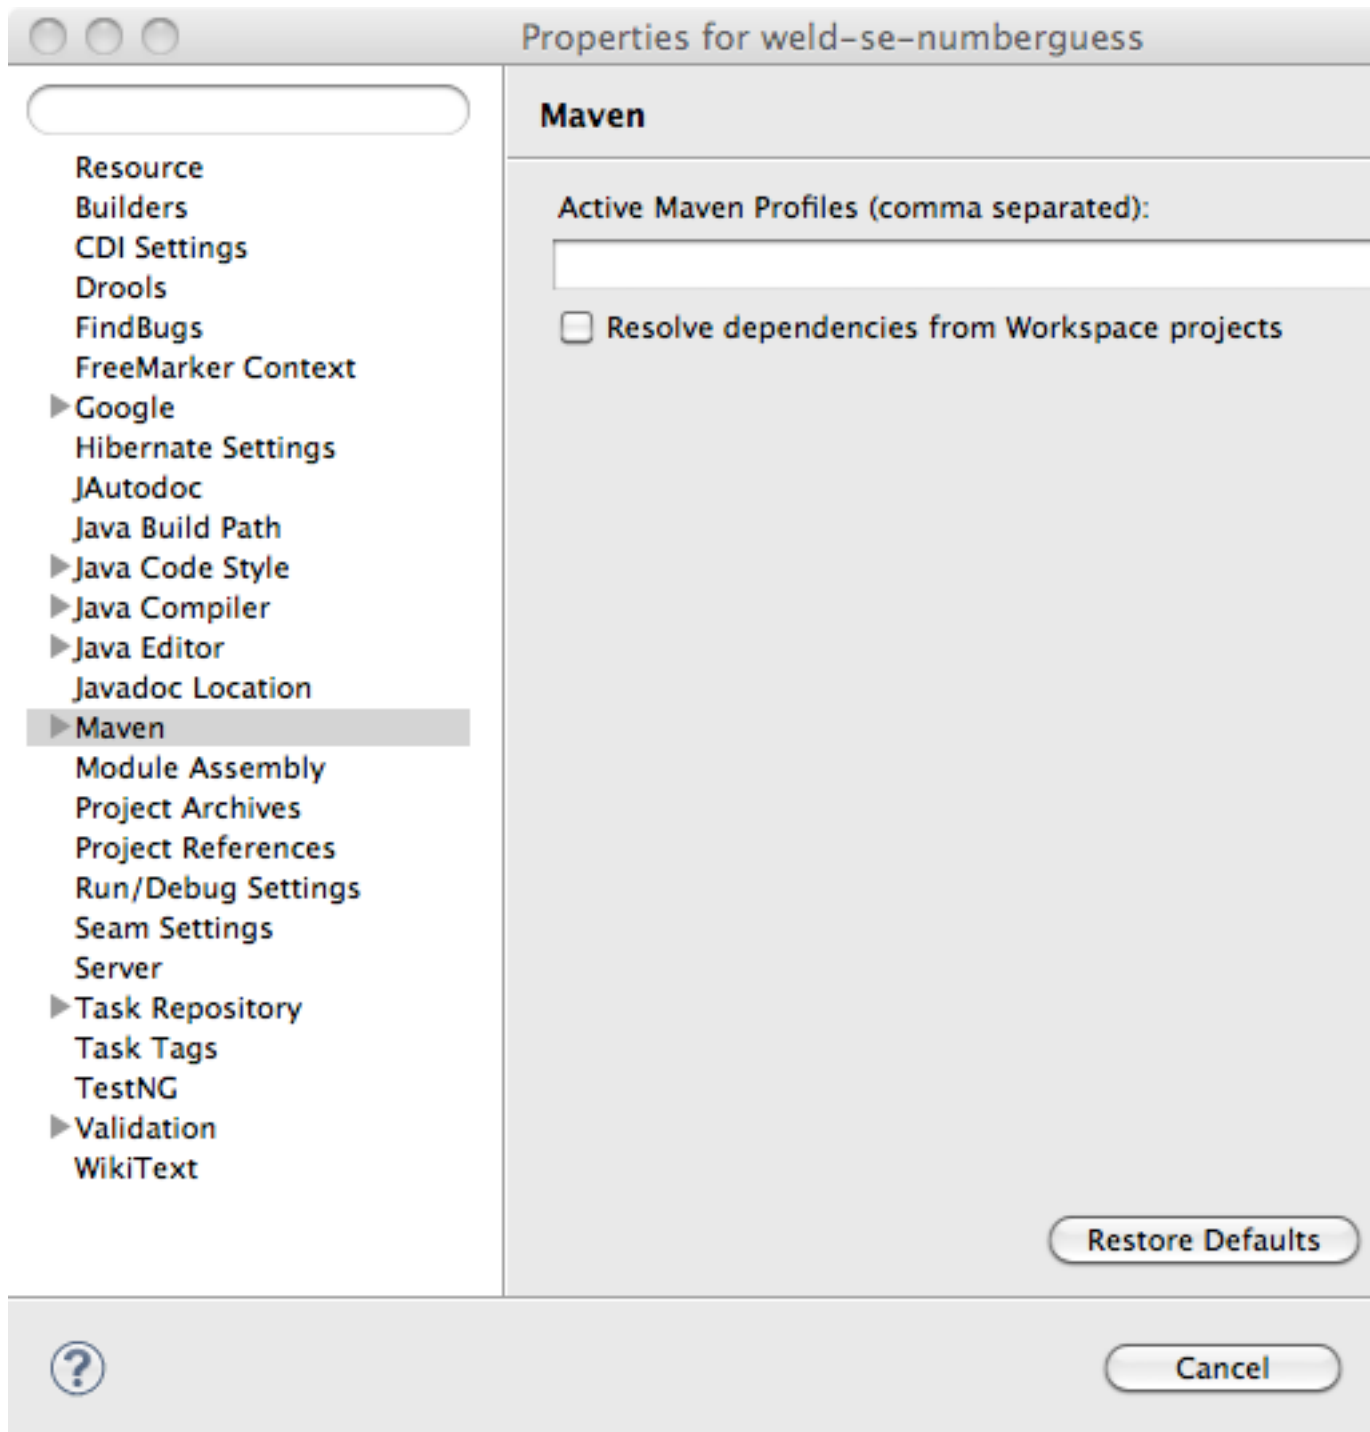 Properties for weld-se-numberguess
Resource
Builders
CDI Settings
Drools
FindBugs
FreeMarker Context
Google
Hibernate Settings
JAutodoc
Java Build Path
Java Code Style
Java Compiler
Java Editor
Javadoc Location
Maven
Module Assembly
Project Archives
Project References
Run/Debug Settings
Seam Settings
Server
Task Repository
Task Tags
TestNG
Validation
WikiText
Maven
Active Maven Profiles (comma separated):
Resolve dependencies from Workspace projects
Restore Defaults
?
Cancel